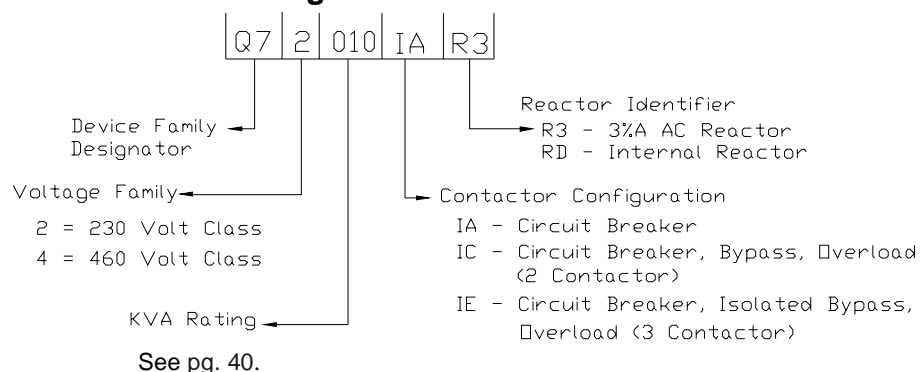 Q7 2 010 IA R3
Reactor Identifier
R3 - 3%A AC Reactor
RD - Internal Reactor
Device Family
Designator
Voltage Family
2 = 230 Volt Class
4 = 460 Volt Class
Contactor Configuration
IA - Circuit Breaker
IC - Circuit Breaker, Bypass, Overload
(2 Contactor)
IE - Circuit Breaker, Isolated Bypass,
Overload (3 Contactor)
KVA Rating
See pg. 40.